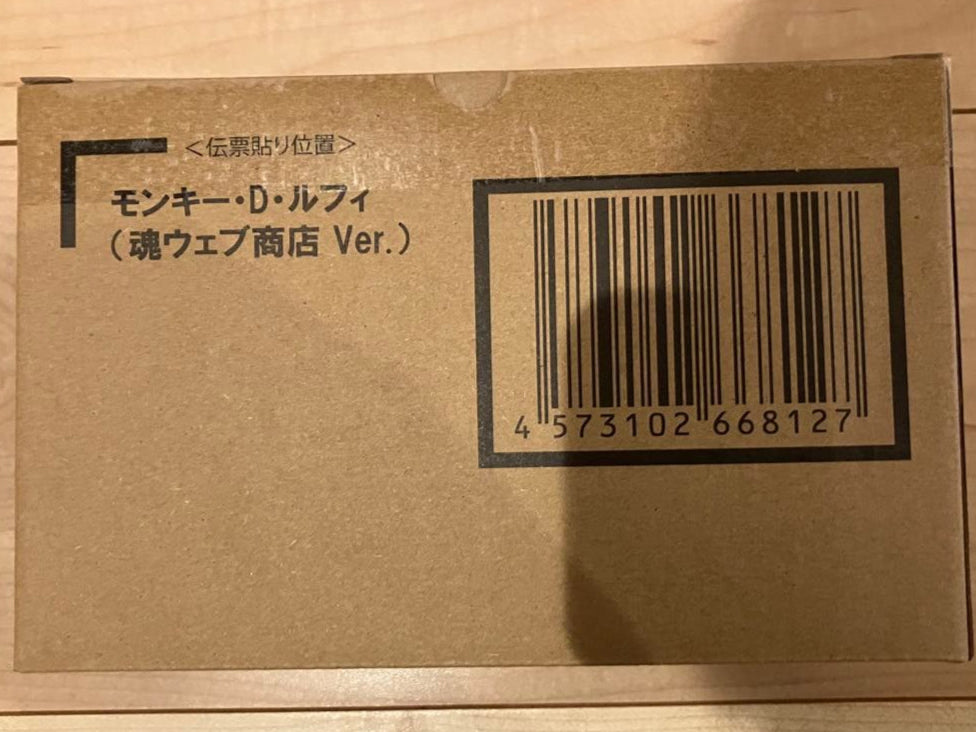 ＜伝票貼り位置＞
モンキー・D・ルフィ
（魂ウェブ商店 Ver.）
4 573102 668127